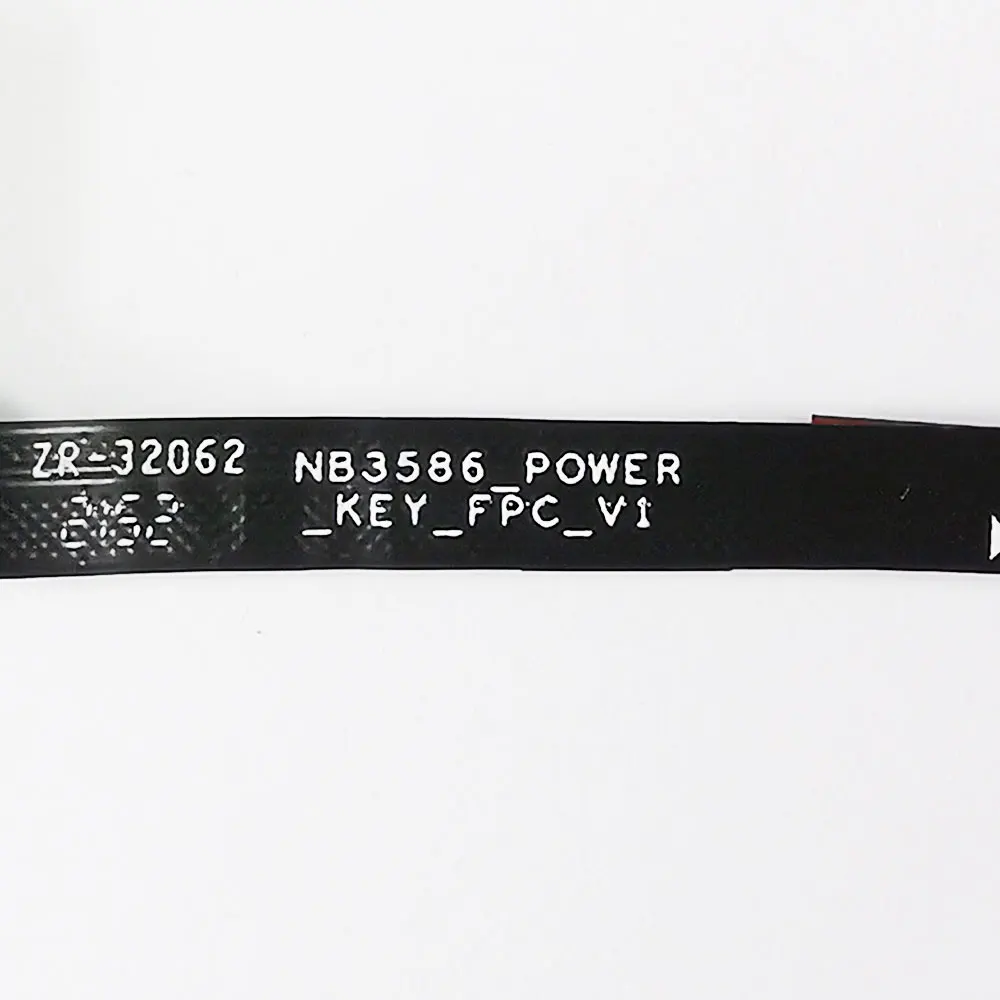 ZR-32062
NB3586_POWER
_KEY_FPC_V1